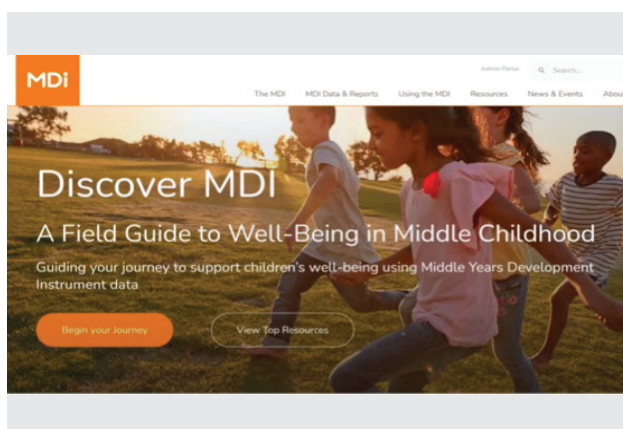 MDi
Admin Portal
Search...
The MDI MDI Data & Reports Using the MDI Resources News & Events Abou
Discover MDI
A Field Guide to Well-Being in Middle Childhood
Guiding your journey to support children's well-being using Middle Years Development
Instrument data
Begin your Journey
View Top Resources